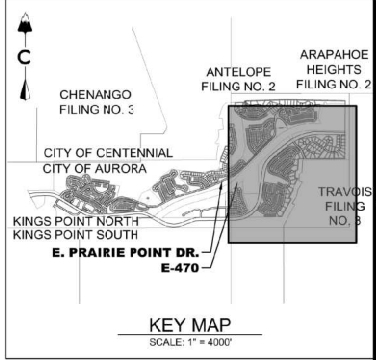 C
ARAPAHOE
HEIGHTS
FILING NO. 2
ANTELOPE
FILING NO. 2
CHENANGO
FILING NO. 3
CITY OF CENTENNIAL
CITY OF AURORA
TRAVOIS
FILING
NO. 3
KINGS POINT NORTH
KINGS POINT SOUTH
E. PRAIRIE POINT DR.
E-470
KEY MAP
SCALE: 1" = 4000'